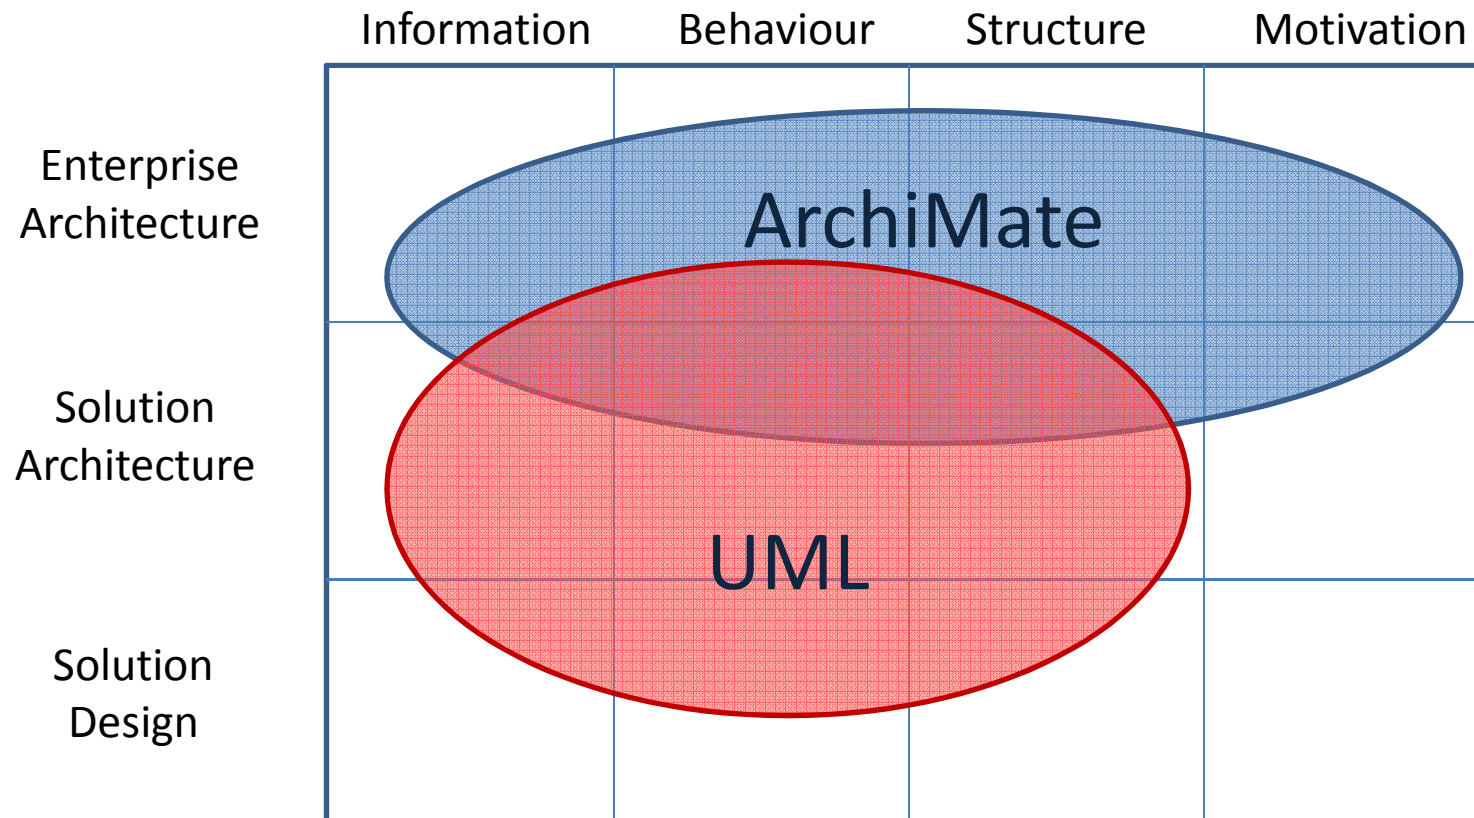 Information Behaviour Structure Motivation
Enterprise
Architecture
ArchiMate
Solution
Architecture
UML
Solution
Design